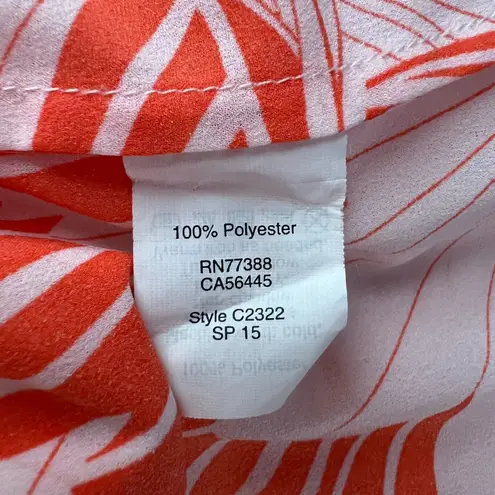 100% Polyester
RN77388
CA56445
Style C2322
SP 15